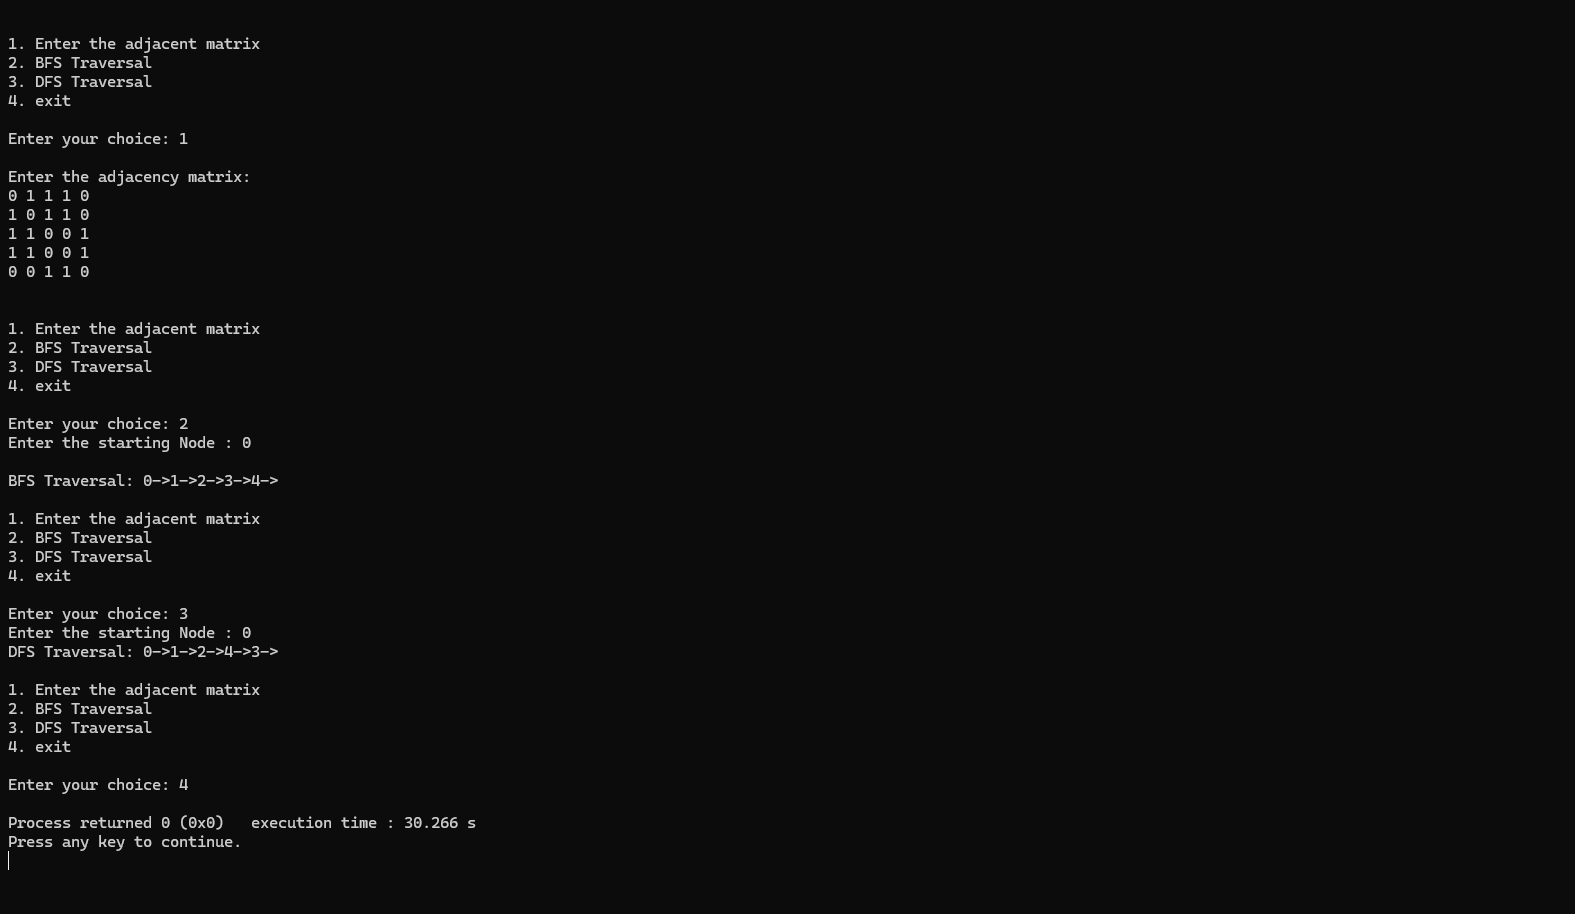 1. Enter the adjacent matrix
2. BFS Traversal
3. DFS Traversal
4. exit
Enter your choice: 1
Enter the adjacency matrix:
0 1 1 1 0
1 0 1 1 0
1 1 0 0 1
1 1 0 0 1
0 0 1 1 0
1. Enter the adjacent matrix
2. BFS Traversal
3. DFS Traversal
4. exit
Enter your choice: 2
Enter the starting Node : 0
BFS Traversal: 0->1->2->3->4->
1. Enter the adjacent matrix
2. BFS Traversal
3. DFS Traversal
4. exit
Enter your choice: 3
Enter the starting Node : 0
DFS Traversal: 0->1->2->4->3->
1. Enter the adjacent matrix
2. BFS Traversal
3. DFS Traversal
4. exit
Enter your choice: 4
Process returned 0 (0x0)   execution time : 30.266 s
Press any key to continue.